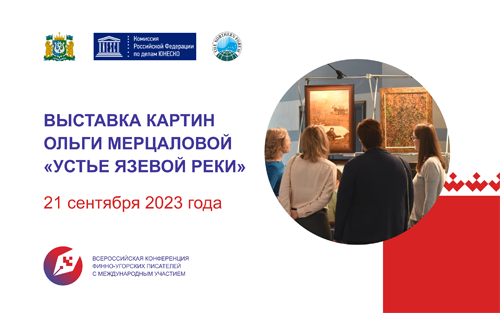 Комиссия
Российской Федерации
по делам ЮНЕСКО
THE NORTHERN FORUM
ВЫСТАВКА КАРТИН
ОЛЬГИ МЕРЦАЛОВОЙ
«УСТЬЕ ЯЗЕВОЙ РЕКИ»
21 сентября 2023 года
ВСЕРОССИЙСКАЯ КОНФЕРЕНЦИЯ
ФИННО-УГОРСКИХ ПИСАТЕЛЕЙ
С МЕЖДУНАРОДНЫМ УЧАСТИЕМ